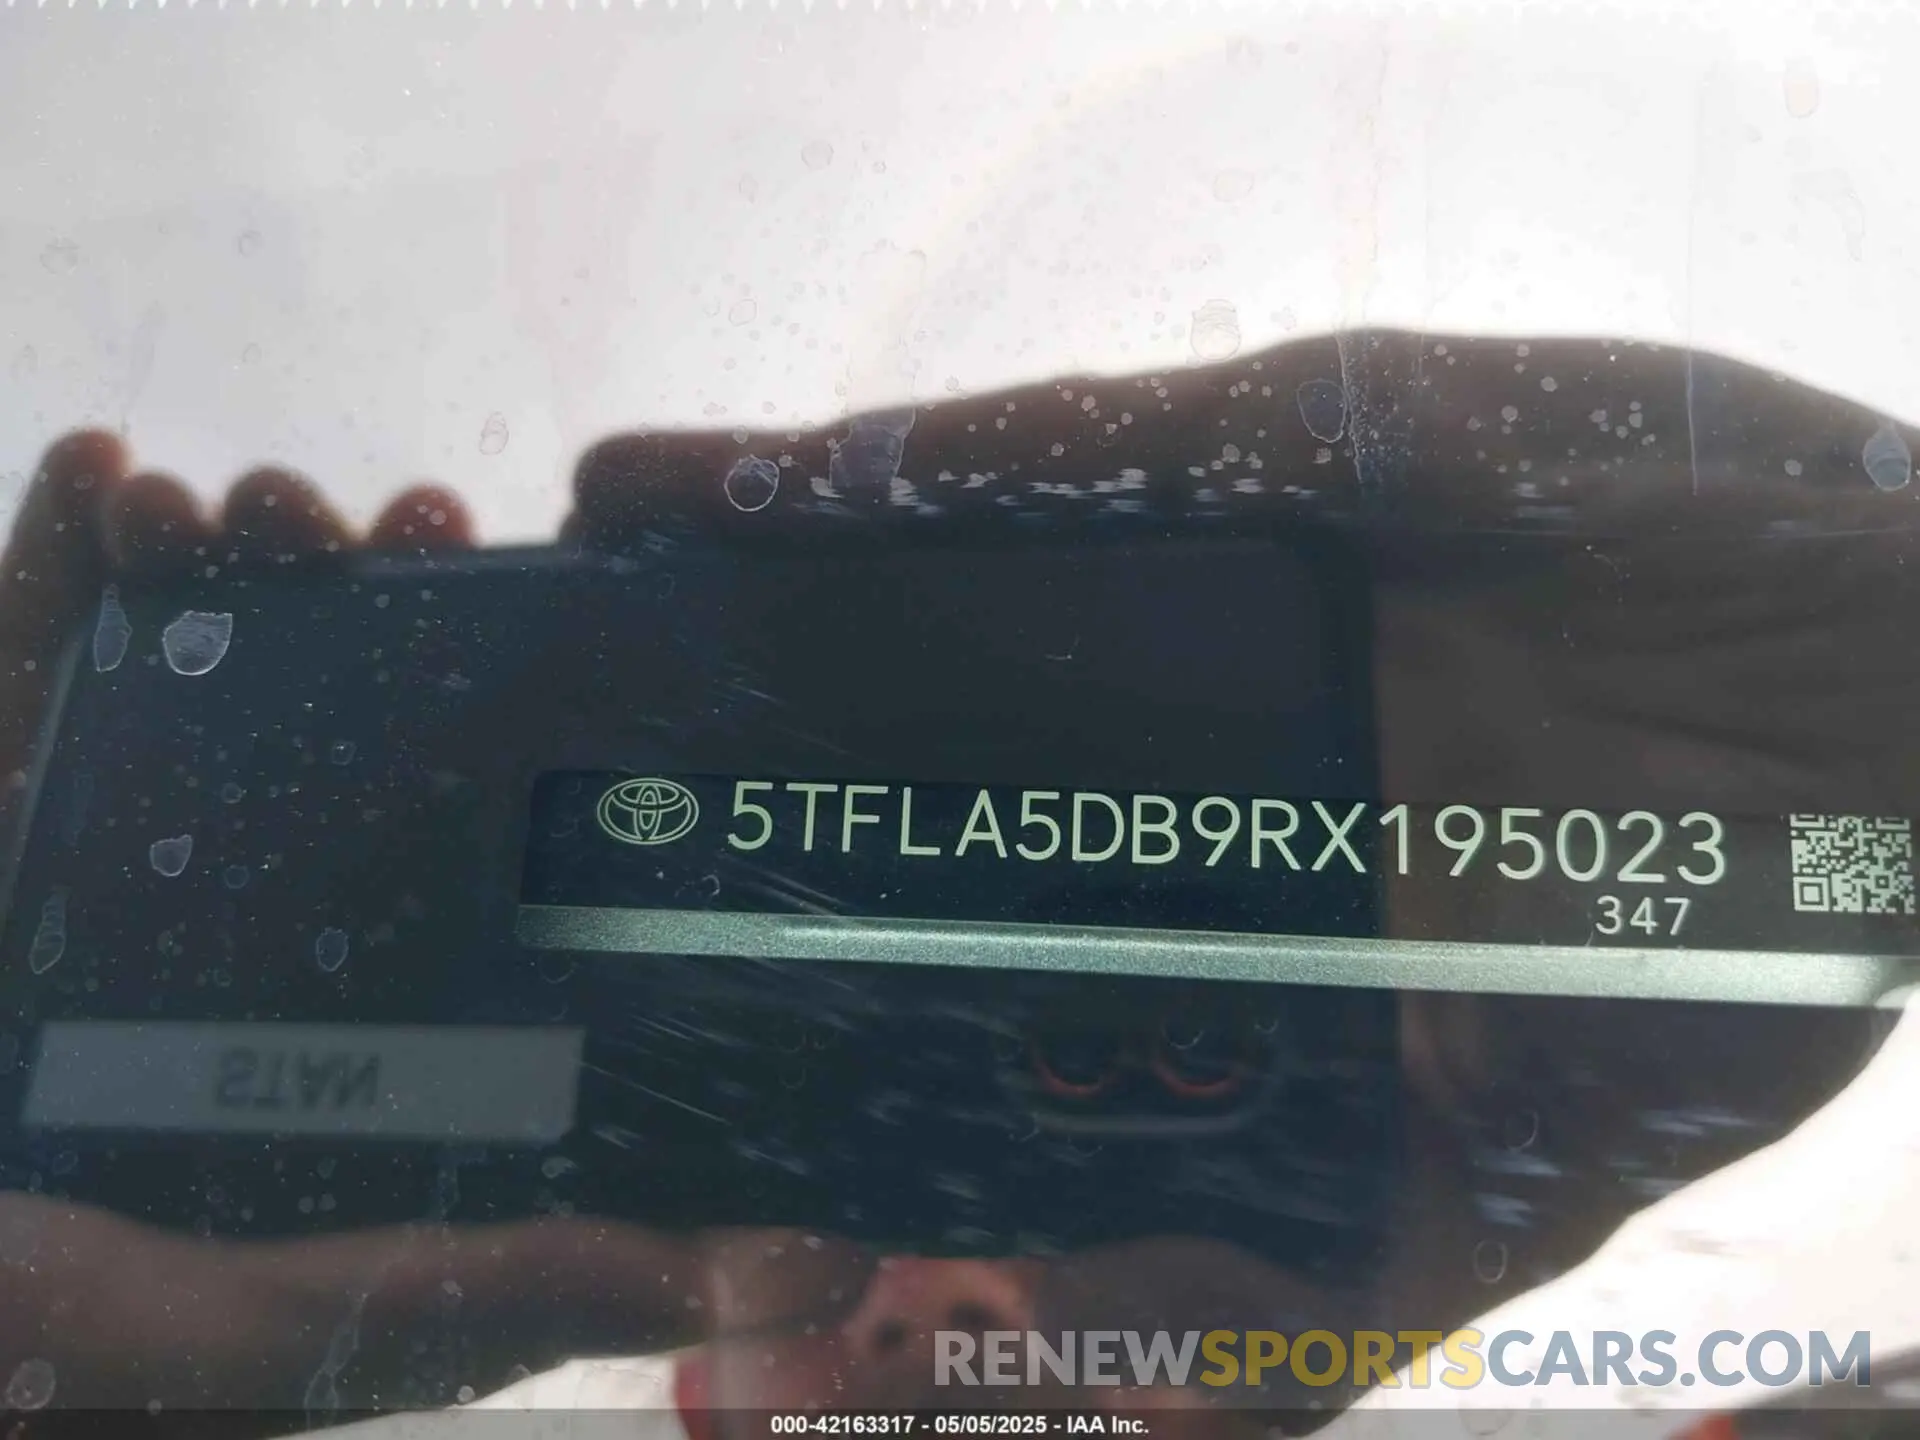 5TFLA5DB9RX195023
347
STAN
RENEWSPORTSCARS.COM
000-42163317 - 05/05/2025 - IAA Inc.